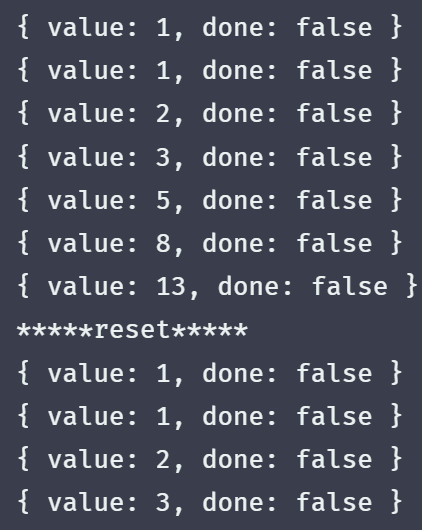 { value: 1, done: false }
{ value: 1, done: false }
{ value: 2, done: false }
{ value: 3, done: false }
{ value: 5, done: false }
{ value: 8, done: false }
{ value: 13, done: false }
*****reset*****
{ value: 1, done: false }
{ value: 1, done: false }
{ value: 2, done: false }
{ value: 3, done: false }